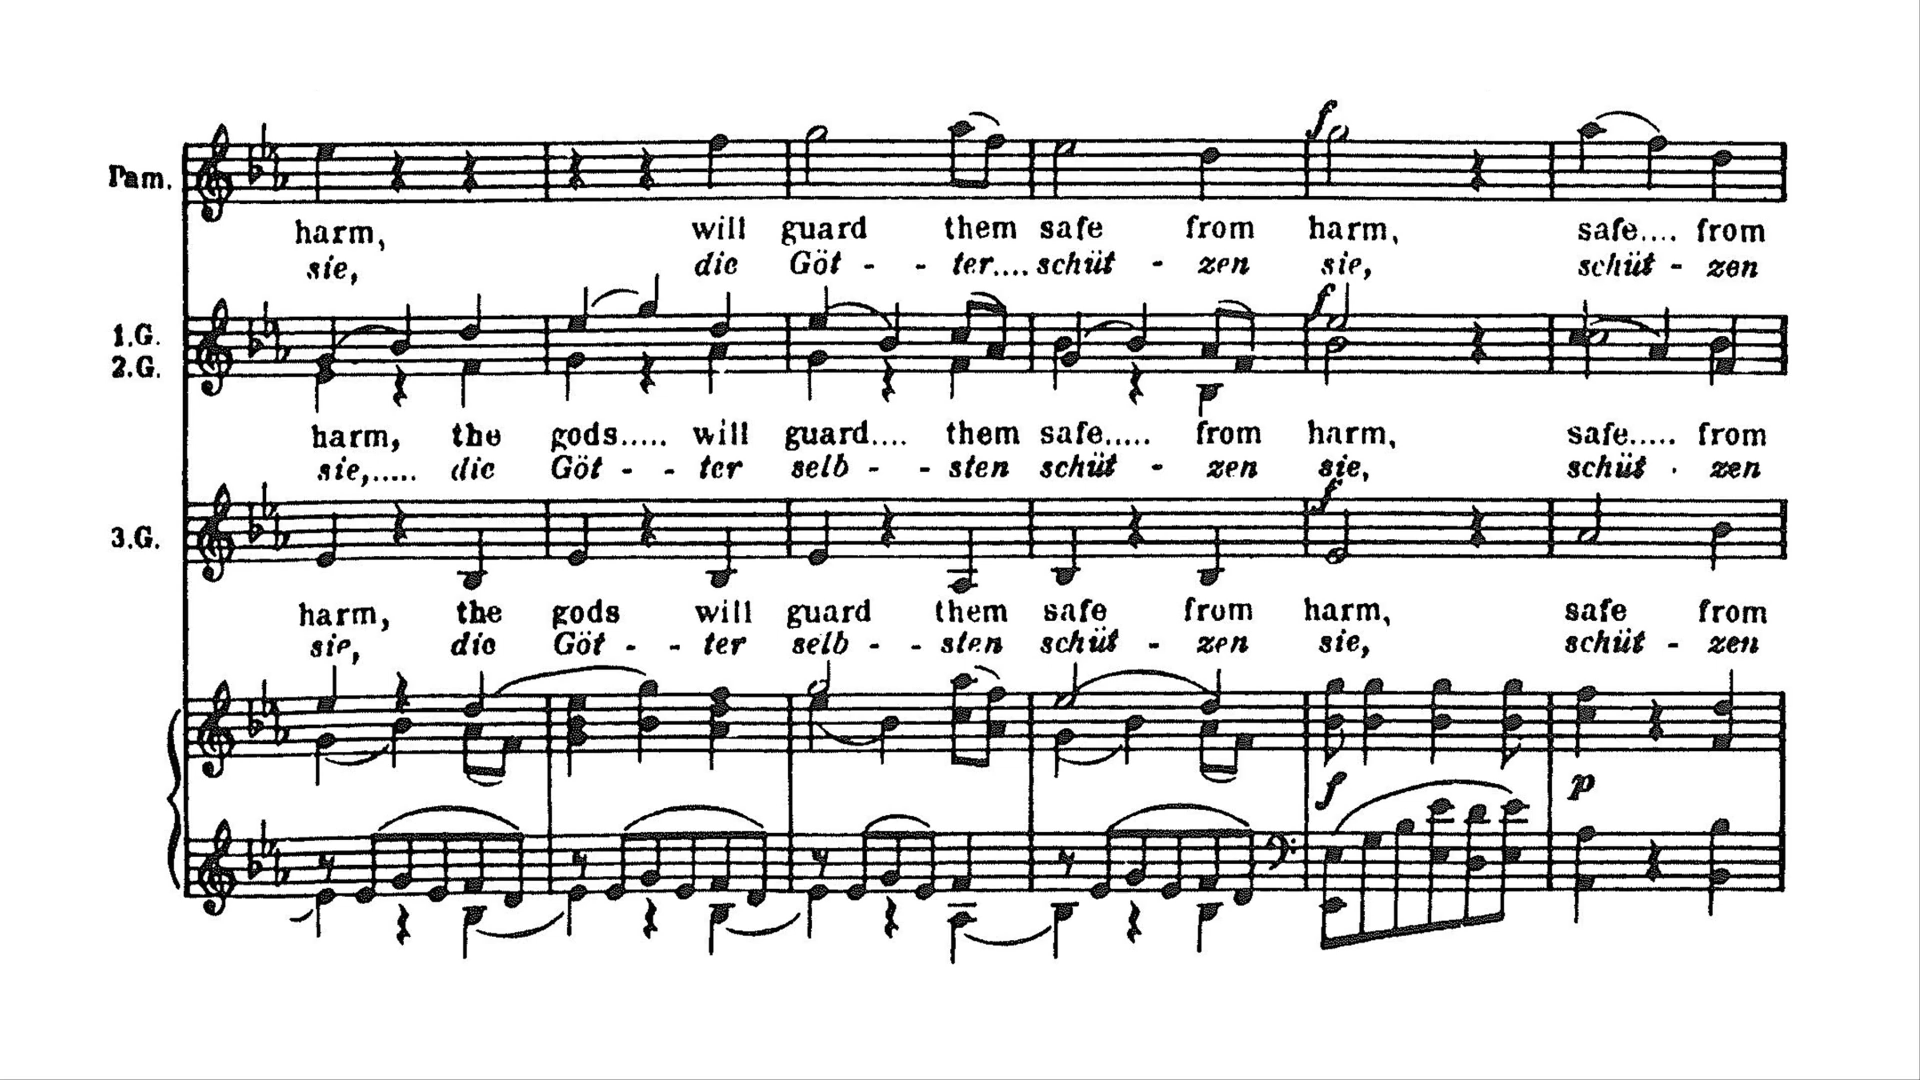 Pam.
harm, will guard them safe from harm, safe.... from
sie, die Göt - - ter.... schüt - zen sie, schüt - zen
1.G.
2.G.
f
f
harm, the gods..... will guard.... them safe..... from harm, safe..... from
sie,..... die Göt - - ter selb - - sten schüt - zen sie, schüt - zen
3.G.
f
harm, the gods will guard them safe from harm, safe from
sie, die Göt - - ter selb - - sten schüt - zen sie, schüt - zen
f p